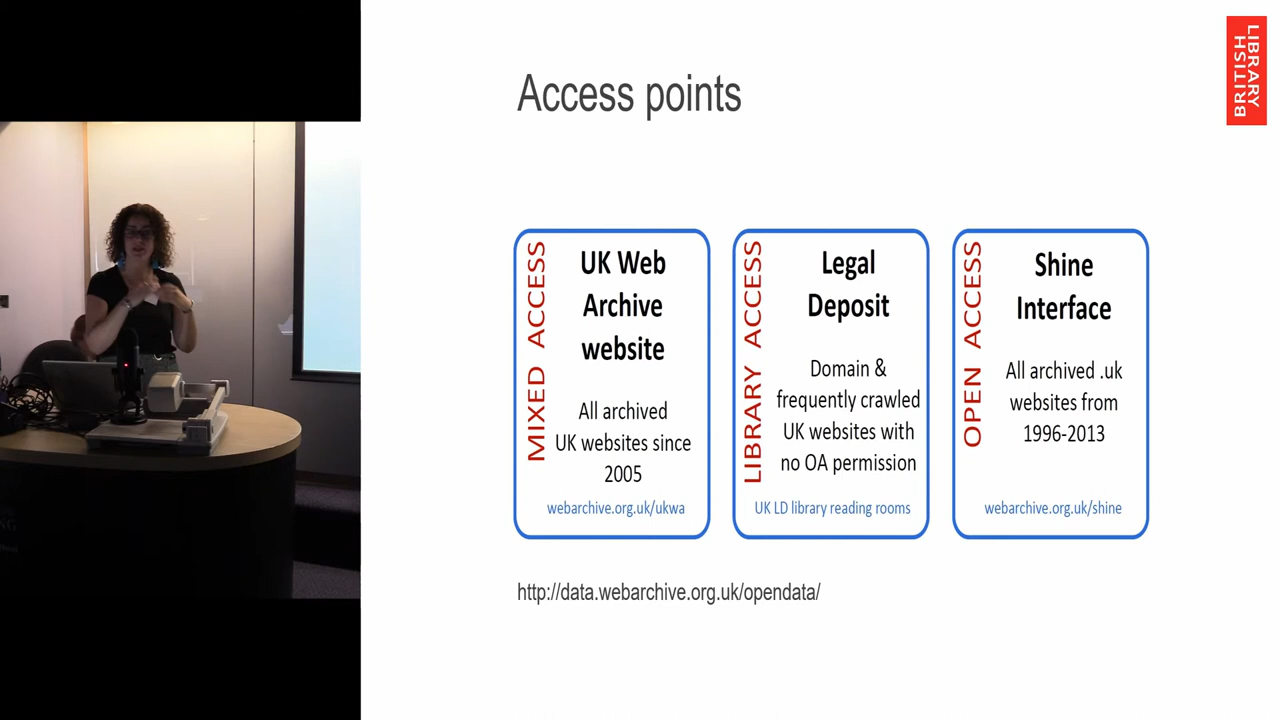 Access points
BRITISH
LIBRARY
MIXED ACCESS
UK Web
Archive
website
All archived
UK websites since
2005
webarchive.org.uk/ukwa
LIBRARY ACCESS
Legal
Deposit
Domain &
frequently crawled
UK websites with
no OA permission
UK LD library reading rooms
OPEN ACCESS
Shine
Interface
All archived .uk
websites from
1996-2013
webarchive.org.uk/shine
http://data.webarchive.org.uk/opendata/